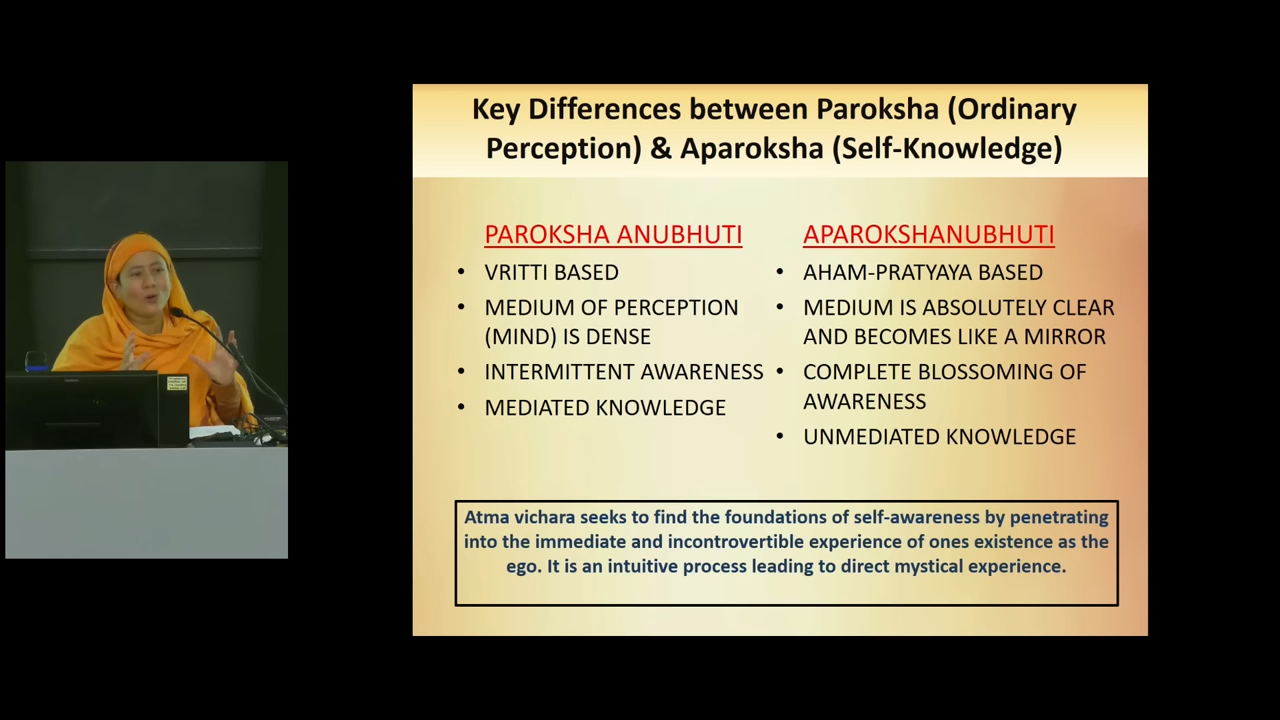 Key Differences between Paroksha (Ordinary
Perception) & Aparoksha (Self-Knowledge)
PAROKSHA ANUBHUTI
• VRITTI BASED
• MEDIUM OF PERCEPTION
(MIND) IS DENSE
• INTERMITTENT AWARENESS
• MEDIATED KNOWLEDGE
APAROKSHANUBHUTI
• AHAM-PRATYAYA BASED
• MEDIUM IS ABSOLUTELY CLEAR
AND BECOMES LIKE A MIRROR
• COMPLETE BLOSSOMING OF
AWARENESS
• UNMEDIATED KNOWLEDGE
Atma vichara seeks to find the foundations of self-awareness by penetrating
into the immediate and incontrovertible experience of ones existence as the
ego. It is an intuitive process leading to direct mystical experience.